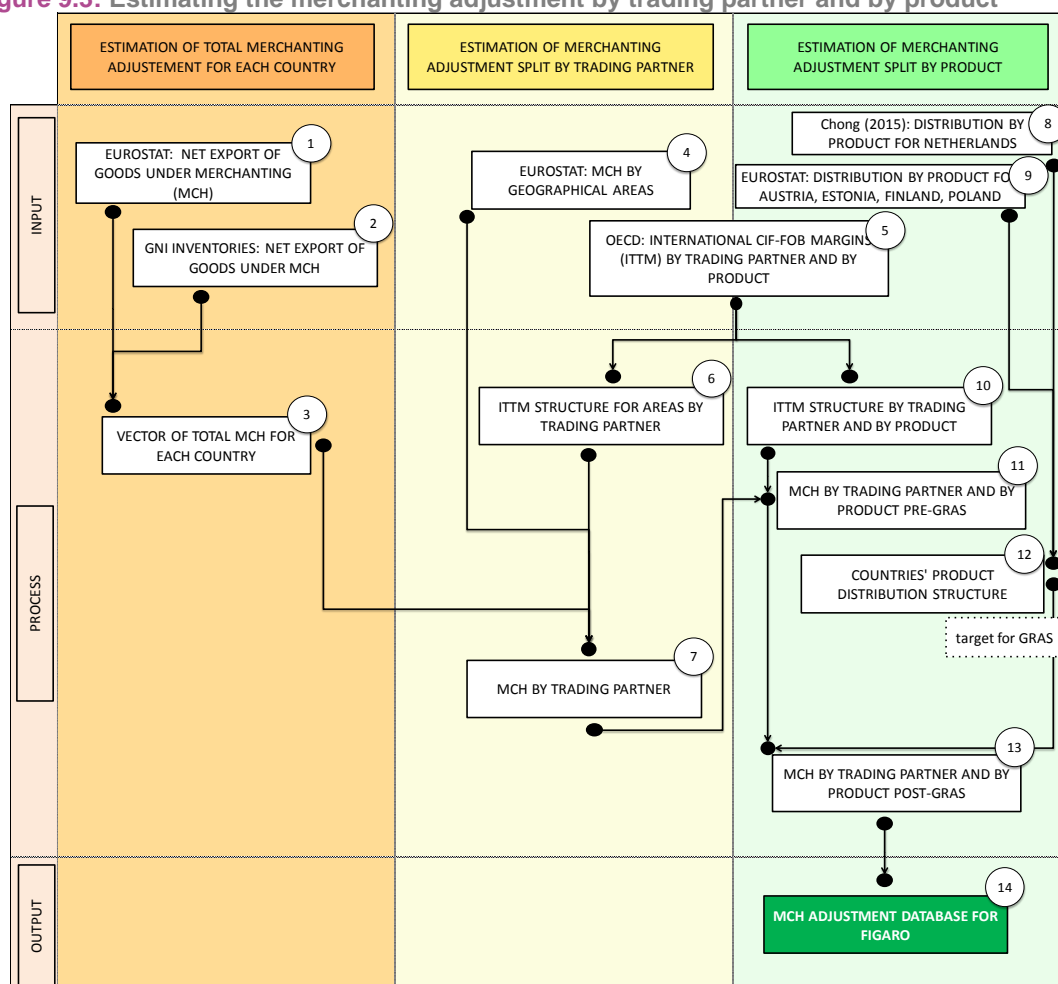 gure 9.3: Estimating the merchanting adjustment by trading partner and by product
ESTIMATION OF TOTAL MERCHANTING
ADJUSTEMENT FOR EACH COUNTRY
ESTIMATION OF MERCHANTING
ADJUSTMENT SPLIT BY TRADING PARTNER
ESTIMATION OF MERCHANTING
ADJUSTMENT SPLIT BY PRODUCT
INPUT
1
EUROSTAT: NET EXPORT OF
GOODS UNDER MERCHANTING
(MCH)
2
GNI INVENTORIES: NET EXPORT OF
GOODS UNDER MCH
4
EUROSTAT: MCH BY
GEOGRAPHICAL AREAS
5
OECD: INTERNATIONAL CIF-FOB MARGINS
(ITTM) BY TRADING PARTNER AND BY
PRODUCT
8
Chong (2015): DISTRIBUTION BY
PRODUCT FOR NETHERLANDS
9
EUROSTAT: DISTRIBUTION BY PRODUCT FO
AUSTRIA, ESTONIA, FINLAND, POLAND
PROCESS
3
VECTOR OF TOTAL MCH FOR
EACH COUNTRY
6
ITTM STRUCTURE FOR AREAS BY
TRADING PARTNER
7
MCH BY TRADING PARTNER
10
ITTM STRUCTURE BY TRADING
PARTNER AND BY PRODUCT
11
MCH BY TRADING PARTNER AND BY
PRODUCT PRE-GRAS
12
COUNTRIES' PRODUCT
DISTRIBUTION STRUCTURE
target for GRAS
13
MCH BY TRADING PARTNER AND BY
PRODUCT POST-GRAS
OUTPUT
14
MCH ADJUSTMENT DATABASE FOR
FIGARO